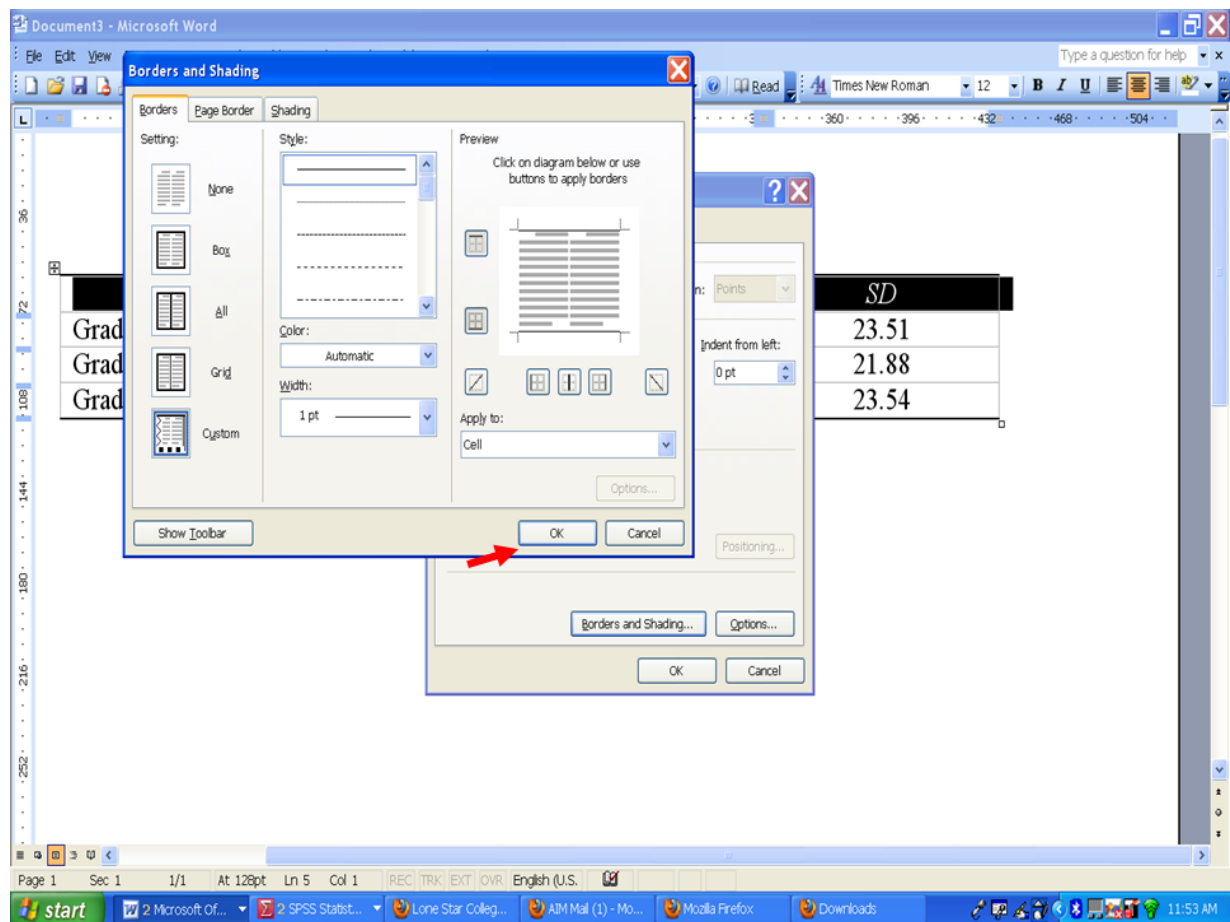 Document3 - Microsoft Word
File Edit View
Type a question for help
Read
Times New Roman
12
B I U
L
360 396 432 468 504
Borders and Shading
Borders Page Border Shading
Setting:
None
Box
All
Grid
Custom
Style:
Color:
Automatic
Width:
1 pt
Preview
Click on diagram below or use
buttons to apply borders
Apply to:
Cell
Options...
Show Toolbar
OK
Cancel
Points
Indent from left:
0 pt
Positioning...
Borders and Shading...
Options...
OK
Cancel
SD
Grad 23.51
Grad 21.88
Grad 23.54
36
72
108
144
180
216
252
Page 1 Sec 1 1/1 At 128pt Ln 5 Col 1 REC TRK EXT OVR English (U.S.
start
2 Microsoft Of...
2 SPSS Statist...
Lone Star Colleg...
AIM Mail (1) - Mo...
Mozilla Firefox
Downloads
11:53 AM